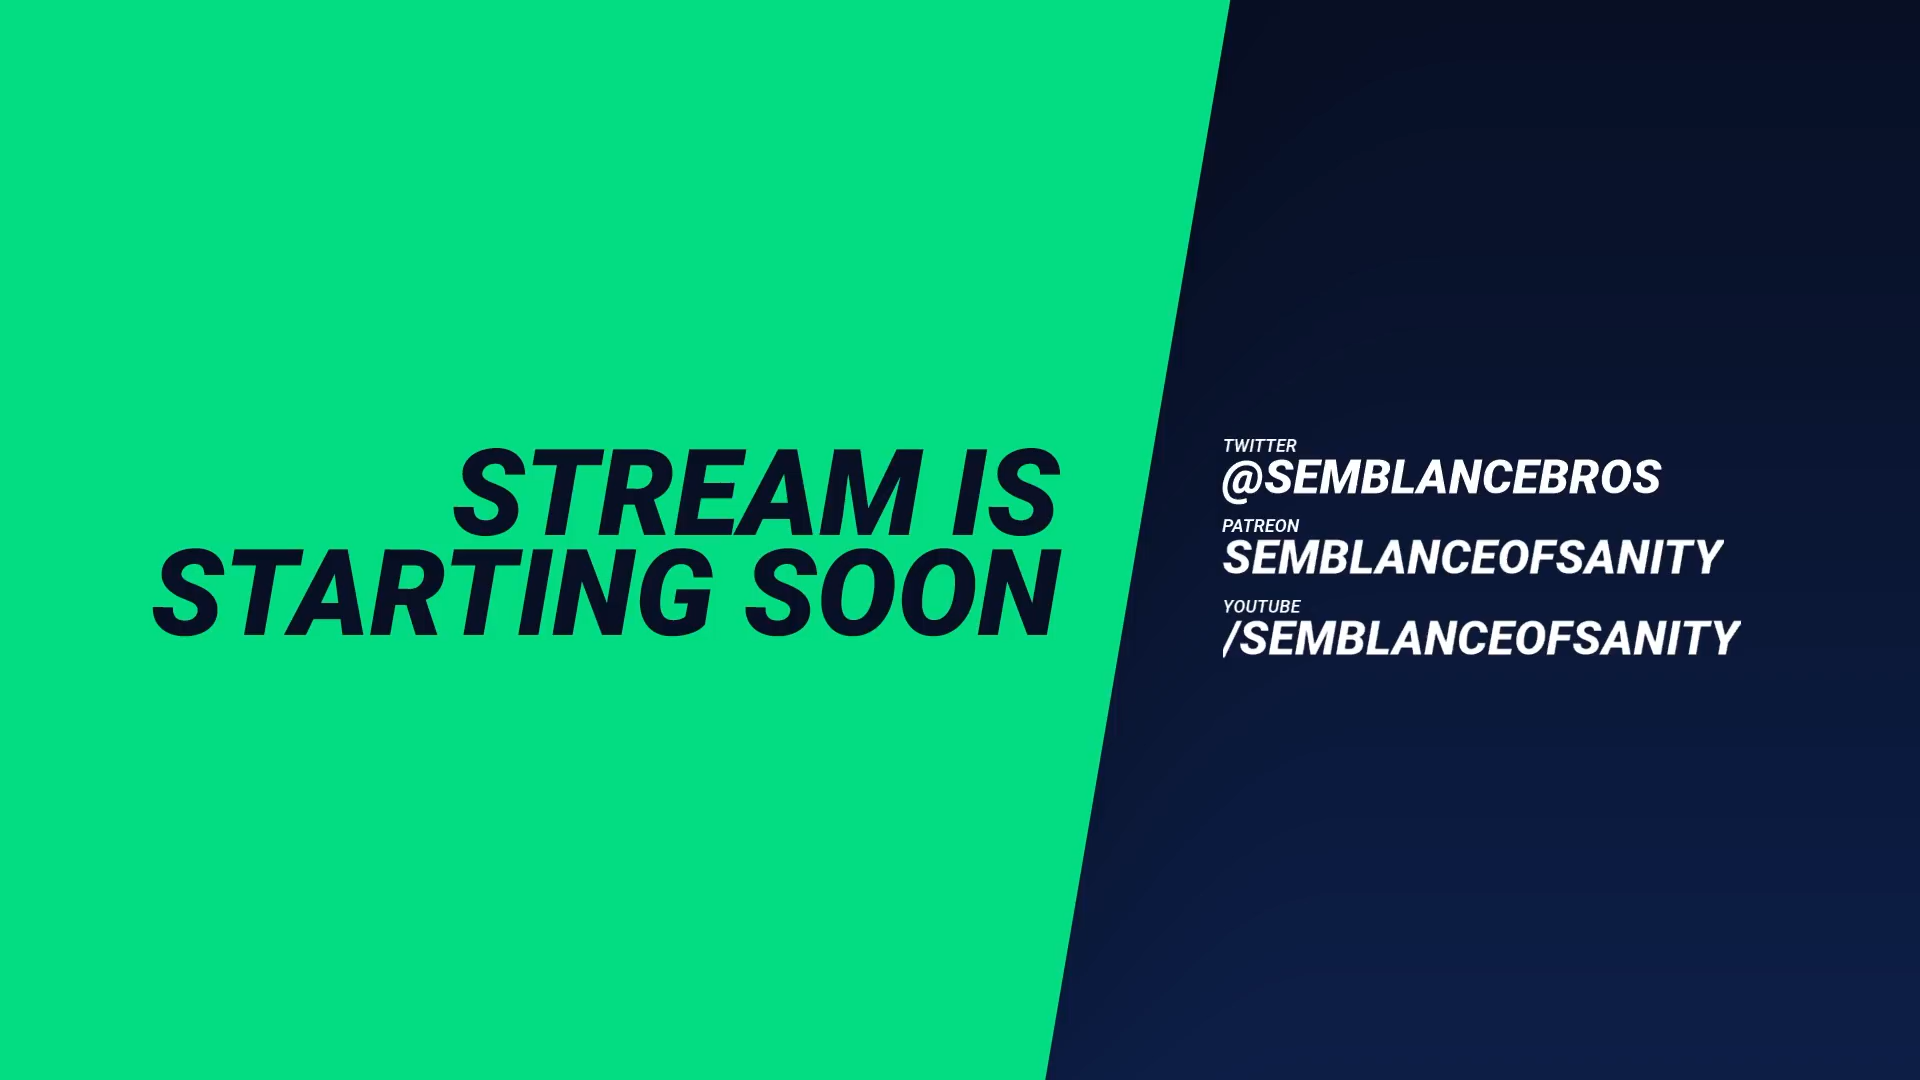 STREAM IS
STARTING SOON
TWITTER
@SEMBLANCEBROS
PATREON
SEMBLANCEOFSANITY
YOUTUBE
/SEMBLANCEOFSANITY